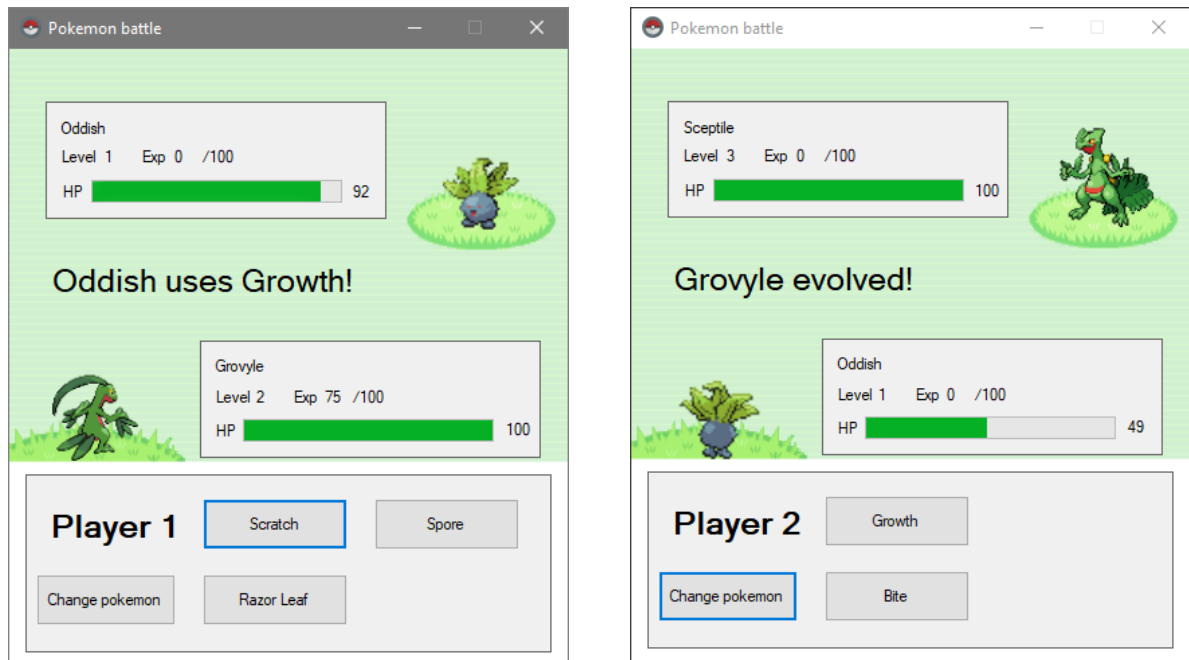 Pokemon battle
Oddish
Level 1 Exp 0 /100
HP 92
Oddish uses Growth!
Grovyle
Level 2 Exp 75 /100
HP 100
Player 1
Scratch
Spore
Change pokemon
Razor Leaf
Pokemon battle
Sceptile
Level 3 Exp 0 /100
HP 100
Grovyle evolved!
Oddish
Level 1 Exp 0 /100
HP 49
Player 2
Growth
Change pokemon
Bite